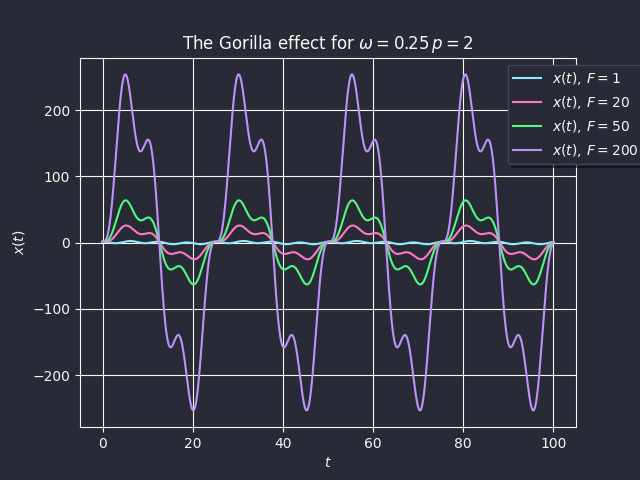 The Gorilla effect for ω = 0.25 p = 2
x(t), F = 1
x(t), F = 20
x(t), F = 50
x(t), F = 200
200
100
0
−100
−200
x(t)
0 20 40 60 80 100
t